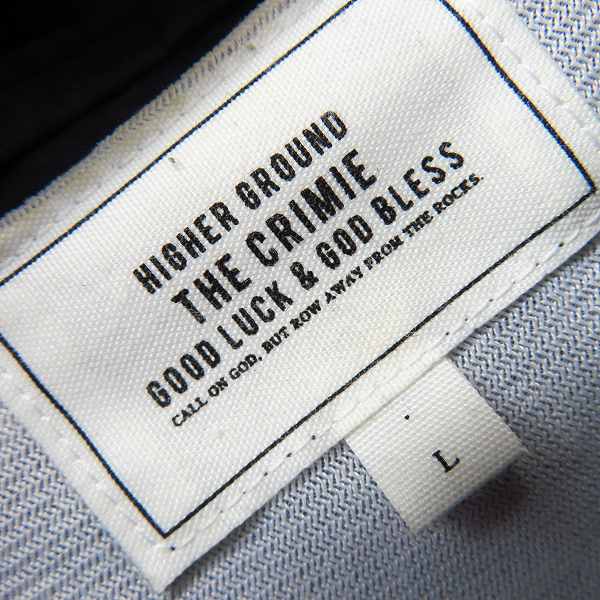 HIGHER GROUND
THE CRIMIE
GOOD LUCK & GOD BLESS
CALL ON GOD, BUT ROW AWAY FROM THE ROCKS.
L